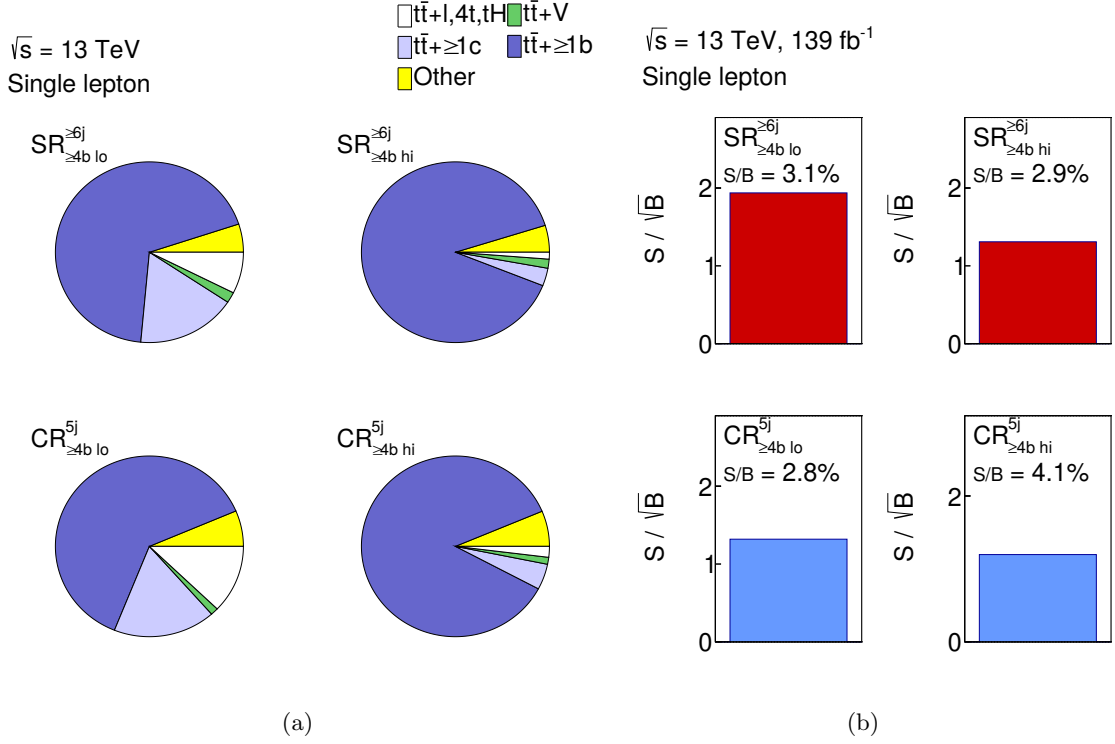 √s = 13 TeV
Single lepton
tt̄+l,4t,tH tt̄+V
tt̄+≥1c tt̄+≥1b
Other
SR≥6j≥4b lo
SR≥6j≥4b hi
CR5j≥4b lo
CR5j≥4b hi
(a)
√s = 13 TeV, 139 fb-1
Single lepton
S / √B
2
1
0
SR≥6j≥4b lo
S/B = 3.1%
S / √B
2
1
0
SR≥6j≥4b hi
S/B = 2.9%
S / √B
2
1
0
CR5j≥4b lo
S/B = 2.8%
S / √B
2
0
CR5j≥4b hi
S/B = 4.1%
(b)